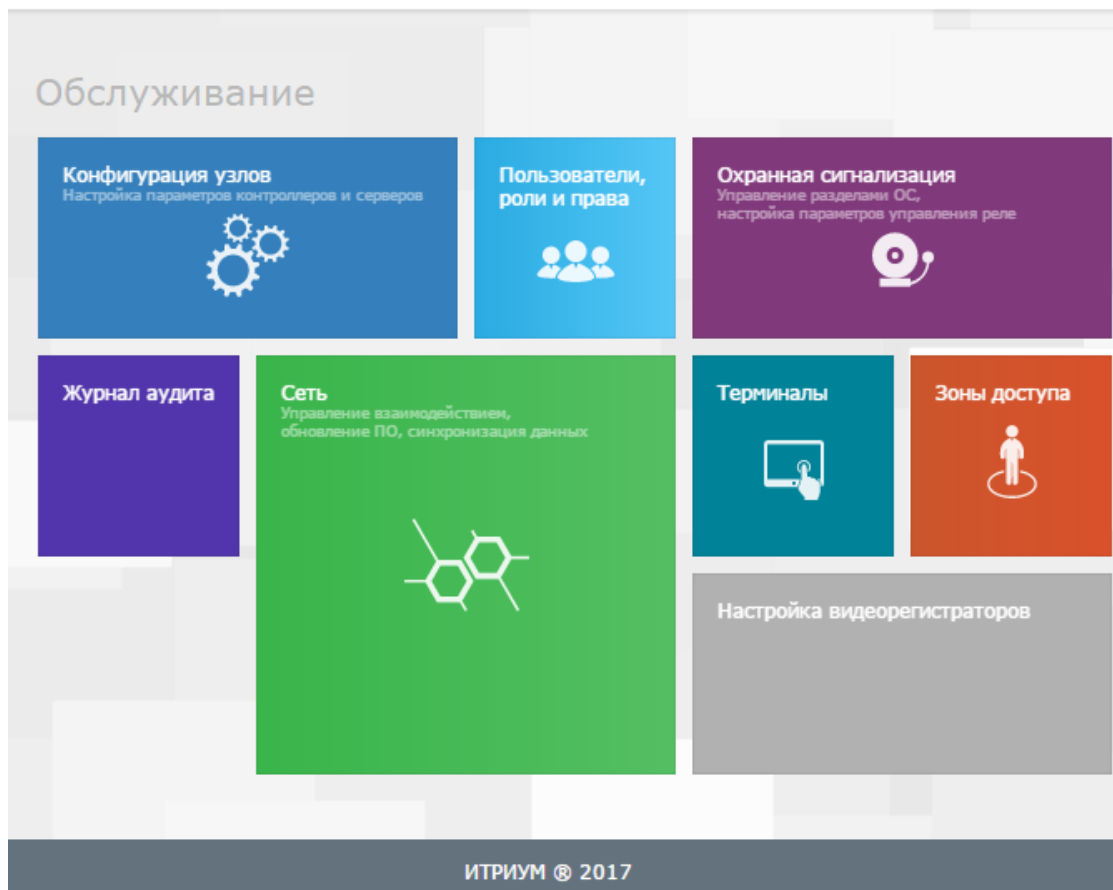 Обслуживание
Конфигурация узлов
Настройка параметров контроллеров и серверов
Пользователи,
роли и права
Охранная сигнализация
Управление разделами ОС,
настройка параметров управления реле
Журнал аудита
Сеть
Управление взаимодействием,
обновление ПО, синхронизация данных
Терминалы
Зоны доступа
Настройка видеорегистраторов
ИТРИУМ ® 2017